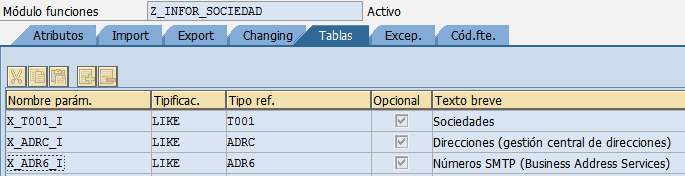 Módulo funciones Z_INFOR_SOCIEDAD Activo
Atributos Import Export Changing Tablas Excep. Cód.fte.
Nombre parám. Tipificac. Tipo ref. Opcional Texto breve
X_T001_I LIKE T001 Sociedades
X_ADRC_I LIKE ADRC Direcciones (gestión central de direcciones)
X_ADR6_I LIKE ADR6 Números SMTP (Business Address Services)